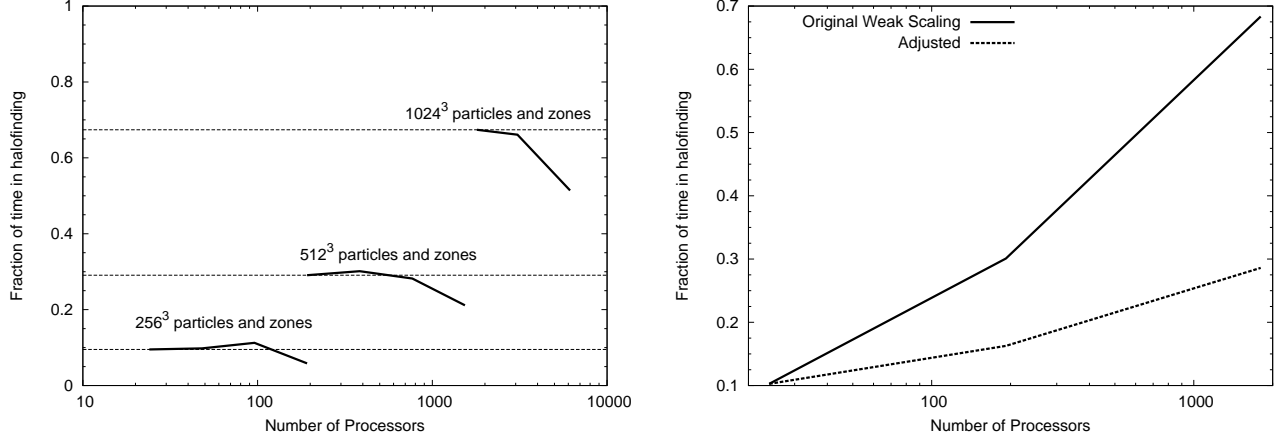 1
0.8
0.6
0.4
0.2
0
10
100
1000
10000
Fraction of time in halofinding
Number of Processors
1024³ particles and zones
512³ particles and zones
256³ particles and zones
0.7
0.6
0.5
0.4
0.3
0.2
0.1
100
1000
Fraction of time in halofinding
Number of Processors
Original Weak Scaling
Adjusted